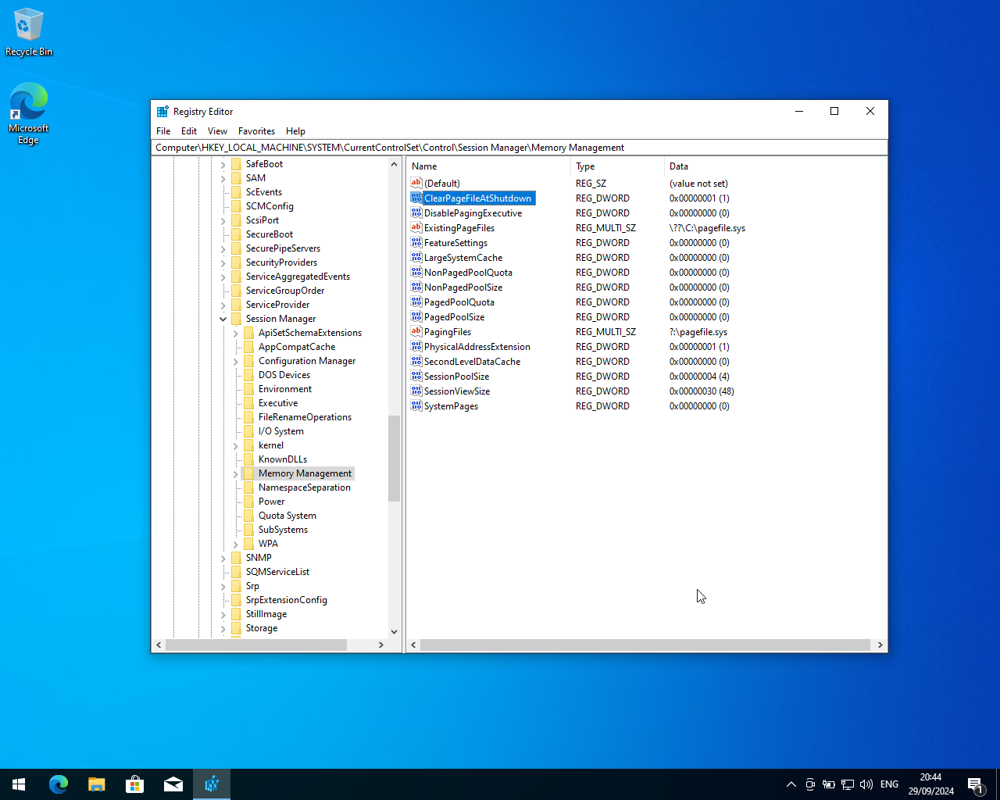 Recycle Bin
Microsoft
Edge
Registry Editor
File Edit View Favorites Help
Computer\HKEY_LOCAL_MACHINE\SYSTEM\CurrentControlSet\Control\Session Manager\Memory Management
SafeBoot
SAM
ScEvents
SCMConfig
ScsiPort
SecureBoot
SecurePipeServers
SecurityProviders
ServiceAggregatedEvents
ServiceGroupOrder
ServiceProvider
Session Manager
ApiSetSchemaExtensions
AppCompatCache
Configuration Manager
DOS Devices
Environment
Executive
FileRenameOperations
I/O System
kernel
KnownDLLs
Memory Management
NamespaceSeparation
Power
Quota System
SubSystems
WPA
SNMP
SQMServiceList
Srp
SrpExtensionConfig
StillImage
Storage
Name Type Data
(Default) REG_SZ (value not set)
ClearPageFileAtShutdown REG_DWORD 0x00000001 (1)
DisablePagingExecutive REG_DWORD 0x00000000 (0)
ExistingPageFiles REG_MULTI_SZ \??\C:\pagefile.sys
FeatureSettings REG_DWORD 0x00000000 (0)
LargeSystemCache REG_DWORD 0x00000000 (0)
NonPagedPoolQuota REG_DWORD 0x00000000 (0)
NonPagedPoolSize REG_DWORD 0x00000000 (0)
PagedPoolQuota REG_DWORD 0x00000000 (0)
PagedPoolSize REG_DWORD 0x00000000 (0)
PagingFiles REG_MULTI_SZ ?:\pagefile.sys
PhysicalAddressExtension REG_DWORD 0x00000001 (1)
SecondLevelDataCache REG_DWORD 0x00000000 (0)
SessionPoolSize REG_DWORD 0x00000004 (4)
SessionViewSize REG_DWORD 0x00000030 (48)
SystemPages REG_DWORD 0x00000000 (0)
ENG
20:44
29/09/2024
1